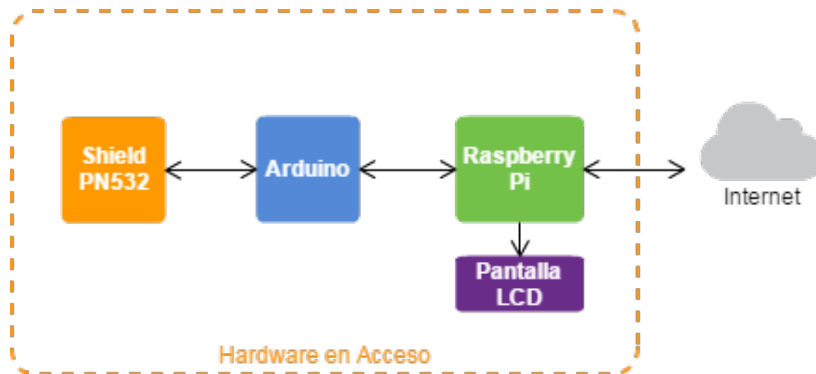 Shield
PN532
Arduino
Raspberry
Pi
Internet
Pantalla
LCD
Hardware en Acceso